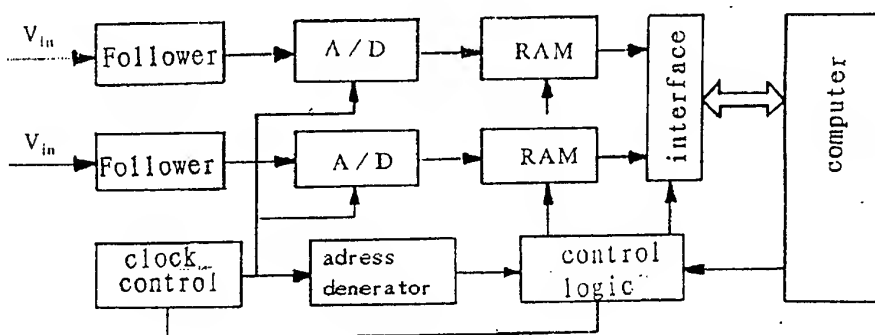 Vin
Follower
A/D
RAM
interface
computer
Vin
Follower
A/D
RAM
clock
control
adress
denerator
control
logic